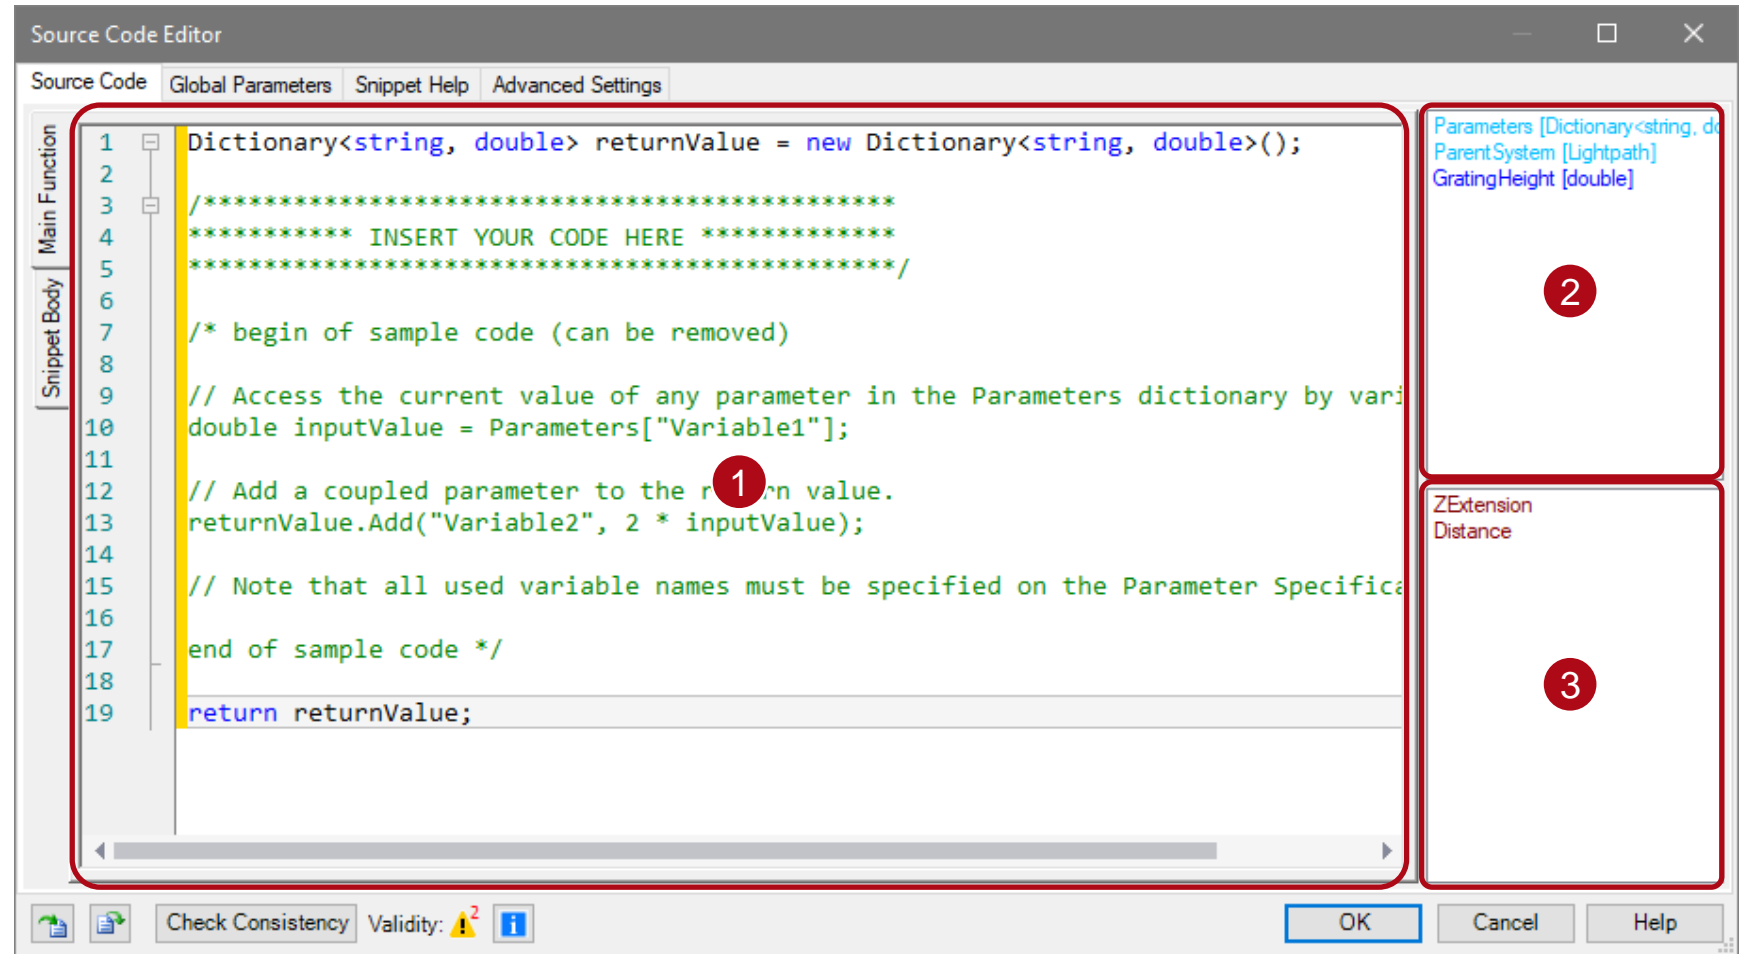 Source Code Editor
Source Code Global Parameters Snippet Help Advanced Settings
Main Function
Snippet Body
1 Dictionary<string, double> returnValue = new Dictionary<string, double>();
2
3 /**********************************************
4 *********** INSERT YOUR CODE HERE *************
5 ***********************************************/
6
7 /* begin of sample code (can be removed)
8
9 // Access the current value of any parameter in the Parameters dictionary by
10 double inputValue = Parameters["Variable1"];
11
12 // Add a coupled parameter to the value.
13 returnValue.Add("Variable2", 2 * inputValue);
14
15 // Note that all used variable names must be specified on the Parameter
16
17 end of sample code */
18
19 return returnValue;
1
Parameters [Dictionary<string,
ParentSystem [Lightpath]
GratingHeight [double]
2
ZExtension
Distance
3
Check Consistency Validity: 2
OK Cancel Help